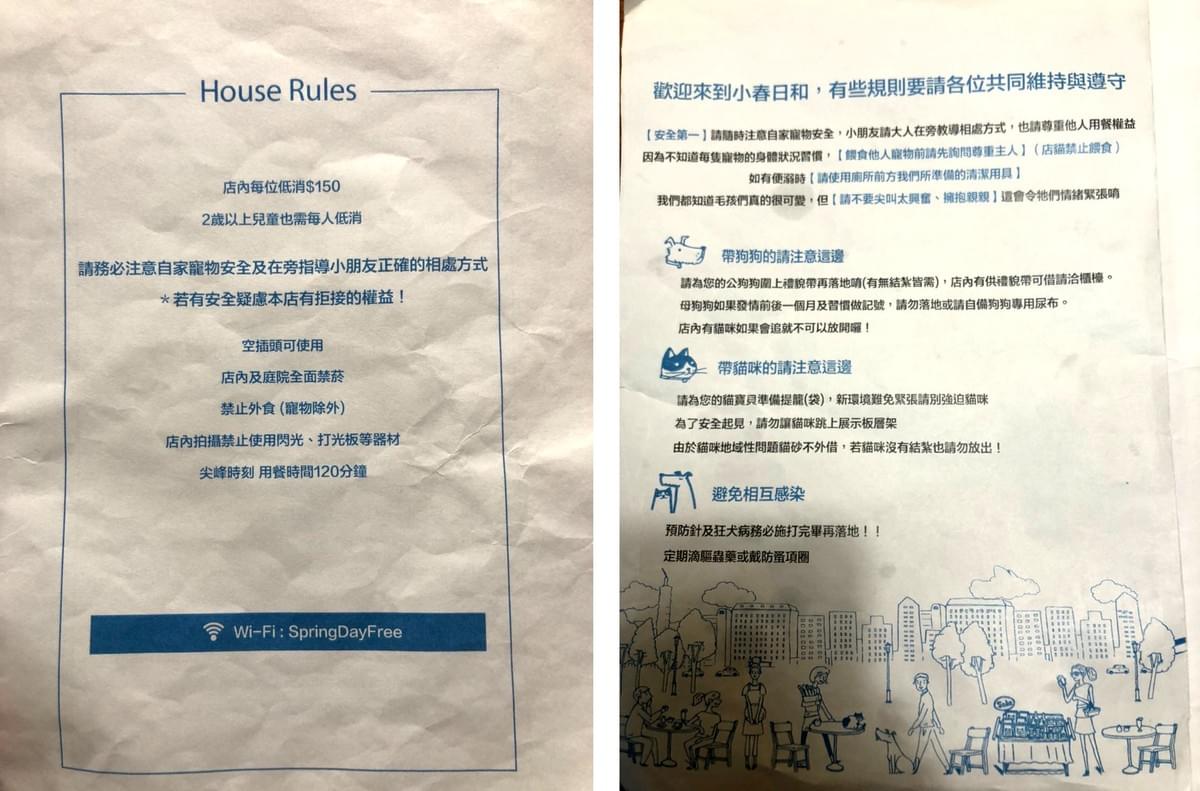 House Rules
店內每位低消$150
2歲以上兒童也需每人低消
請務必注意自家寵物安全及在旁指導小朋友正確的相處方式
＊若有安全疑慮本店有拒接的權益！
空插頭可使用
店內及庭院全面禁菸
禁止外食 (寵物除外)
店內拍攝禁止使用閃光、打光板等器材
尖峰時刻 用餐時間120分鐘
Wi-Fi : SpringDayFree
歡迎來到小春日和，有些規則要請各位共同維持與遵守
【安全第一】請隨時注意自家寵物安全，小朋友請大人在旁教導相處方式，也請尊重他人用餐權益
因為不知道每隻寵物的身體狀況習慣，【餵食他人寵物前請先詢問尊重主人】（店貓禁止餵食）
如有便溺時【請使用廁所前方我們所準備的清潔用具】
我們都知道毛孩們真的很可愛，但【請不要尖叫太興奮、擁抱親親】這會令牠們情緒緊張唷
帶狗狗的請注意這邊
請為您的公狗狗圍上禮貌帶再落地唷(有無結紮皆需)，店內有供禮貌帶可借請洽櫃檯。
母狗狗如果發情前後一個月及習慣做記號，請勿落地或請自備狗狗專用尿布。
店內有貓咪如果會追就不可以放開囉！
帶貓咪的請注意這邊
請為您的貓寶貝準備提籠(袋)，新環境難免緊張請別強迫貓咪
為了安全起見，請勿讓貓咪跳上展示板層架
由於貓咪地域性問題貓砂不外借，若貓咪沒有結紮也請勿放出！
避免相互感染
預防針及狂犬病務必施打完畢再落地！！
定期滴驅蟲藥或戴防蚤項圈
Sale